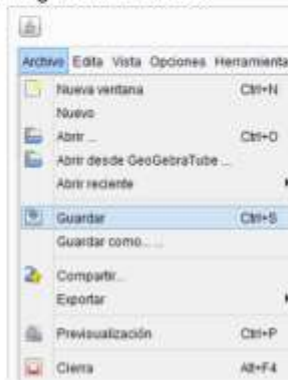 Archivo Edita Vista Opciones Herramienta
Nueva ventana Ctrl+N
Nuevo
Abrir ... Ctrl+O
Abrir desde GeoGebraTube ...
Abrir reciente
Guardar Ctrl+S
Guardar como... ...
Compartir...
Exportar
Previsualización Ctrl+P
Cierra Alt+F4